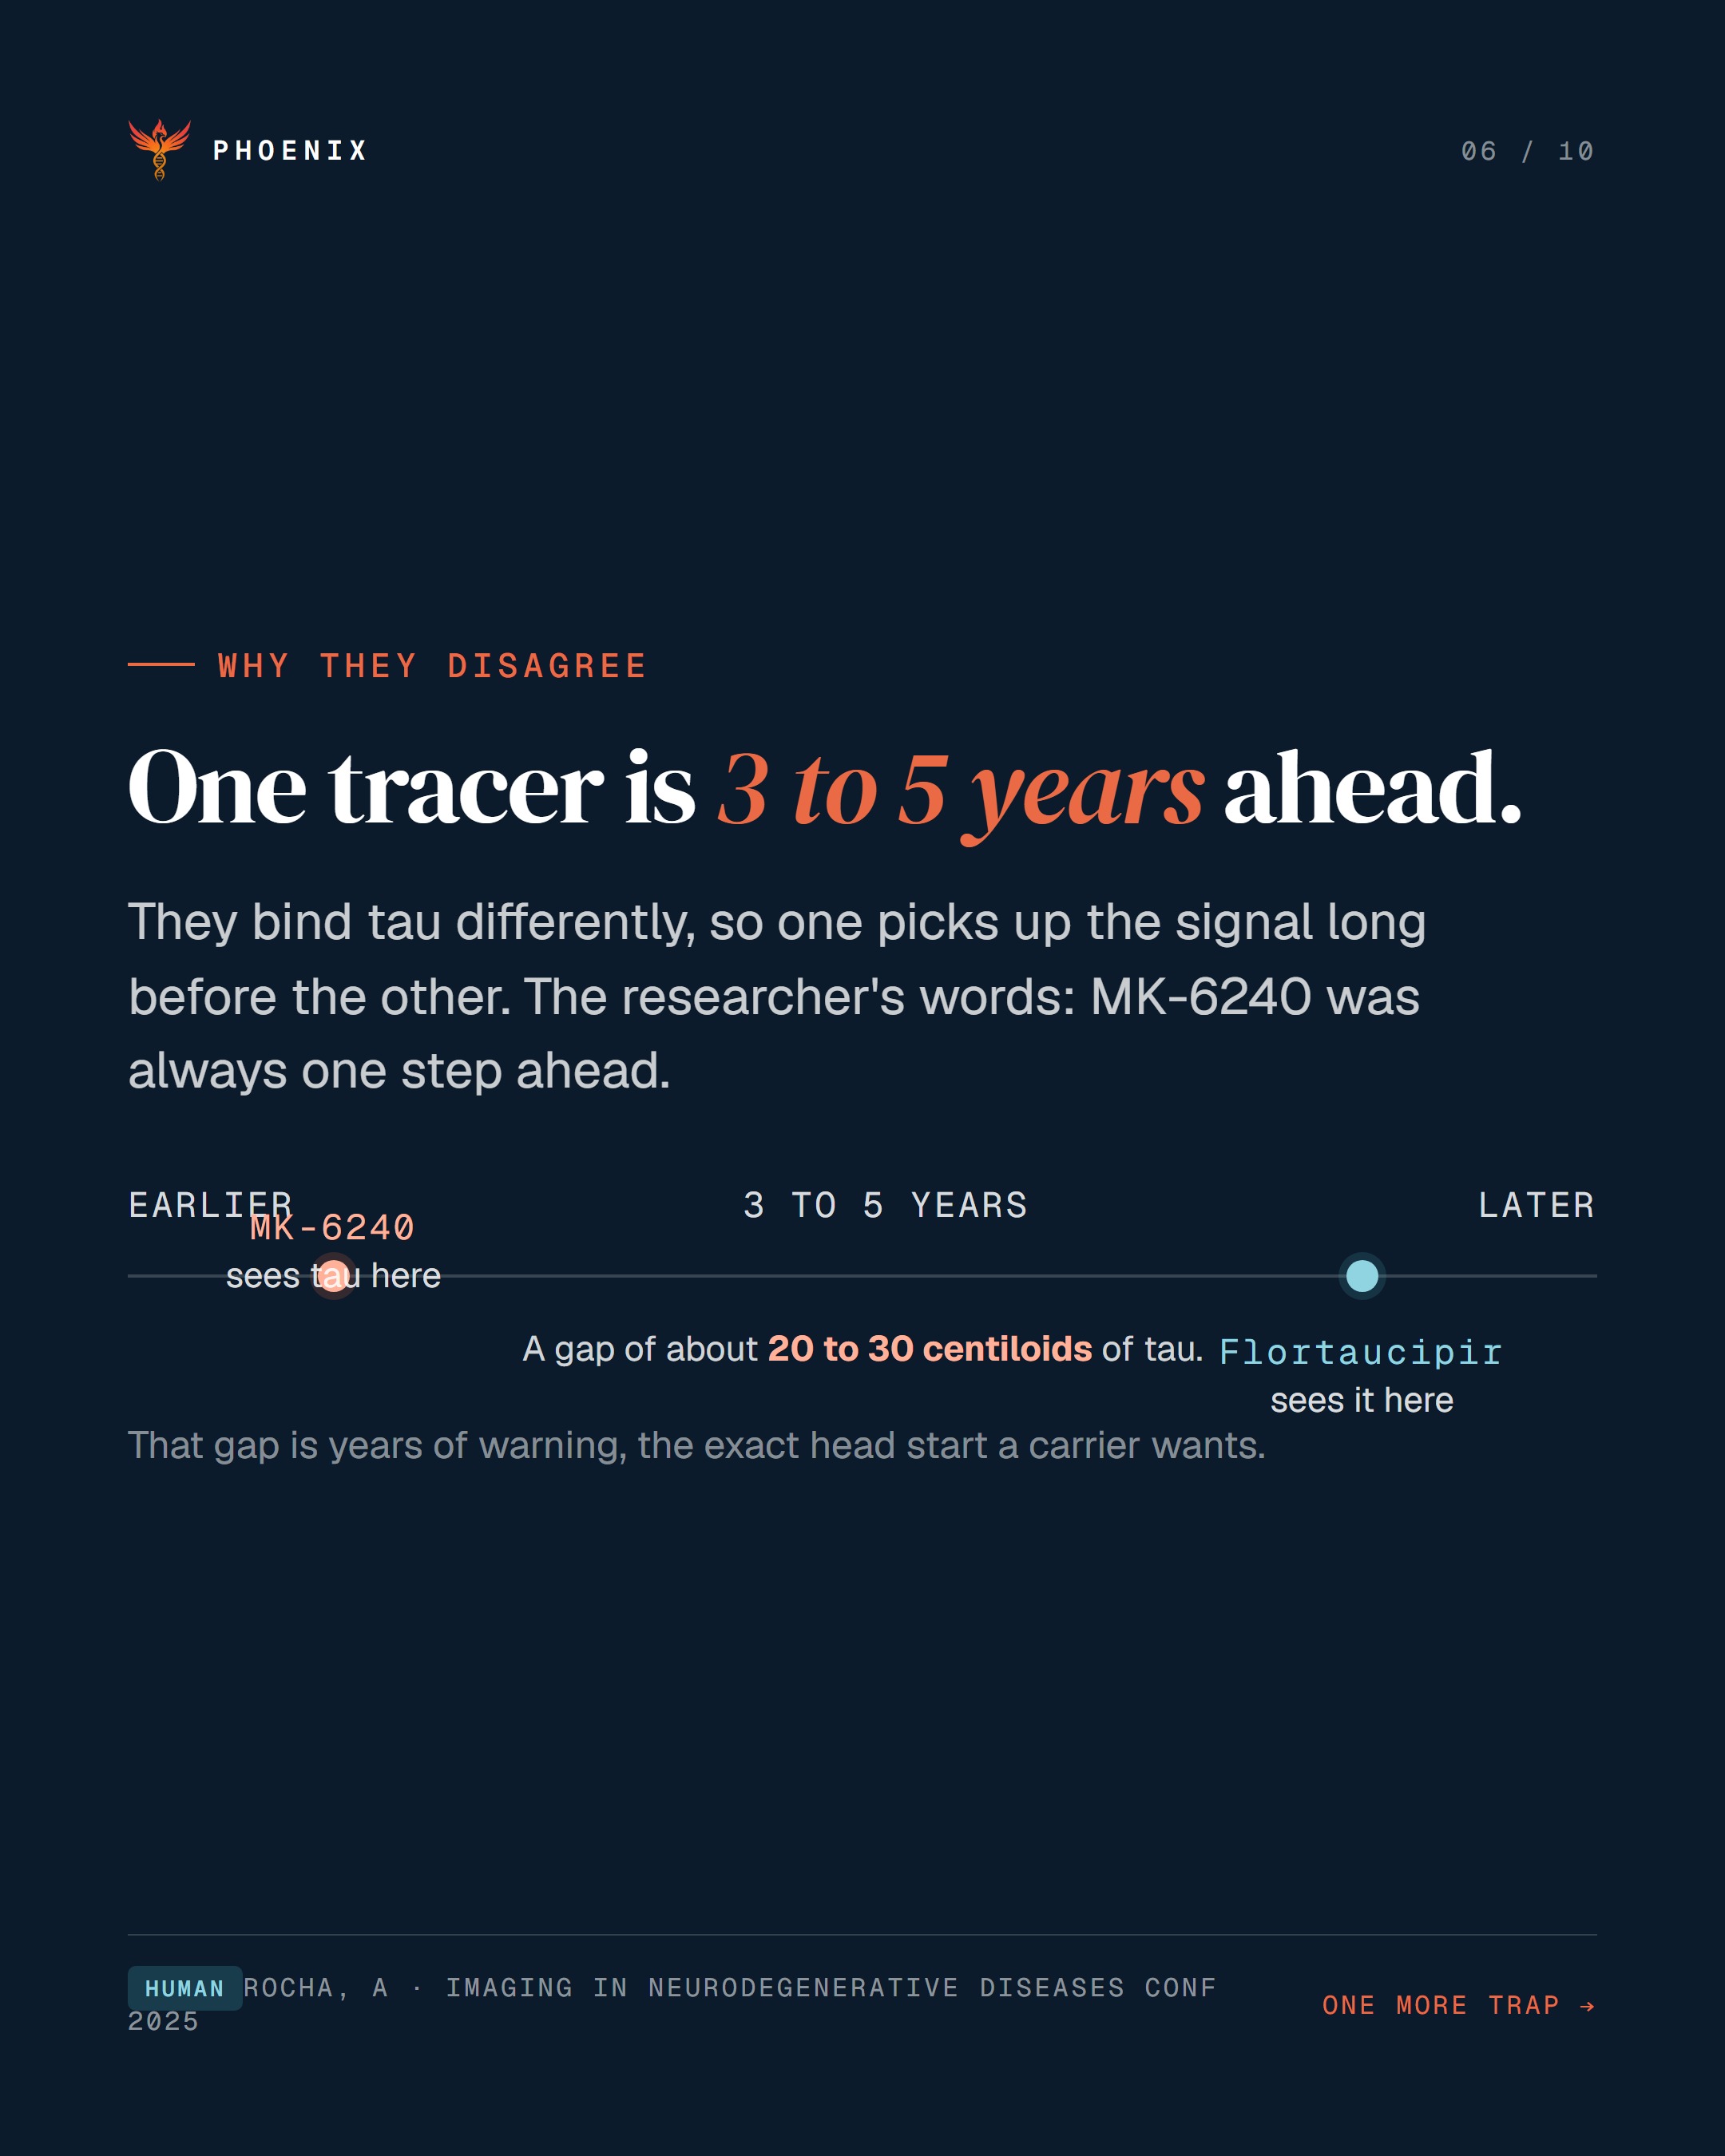 PHOENIX
06 / 10
WHY THEY DISAGREE
One tracer is 3 to 5 years ahead.
They bind tau differently, so one picks up the signal long
before the other. The researcher's words: MK-6240 was
always one step ahead.
EARLIER
3 TO 5 YEARS
LATER
MK-6240
sees tau here
A gap of about 20 to 30 centiloids of tau.
Flortaucipir
sees it here
That gap is years of warning, the exact head start a carrier wants.
HUMAN ROCHA, A · IMAGING IN NEURODEGENERATIVE DISEASES CONF
2025
ONE MORE TRAP →